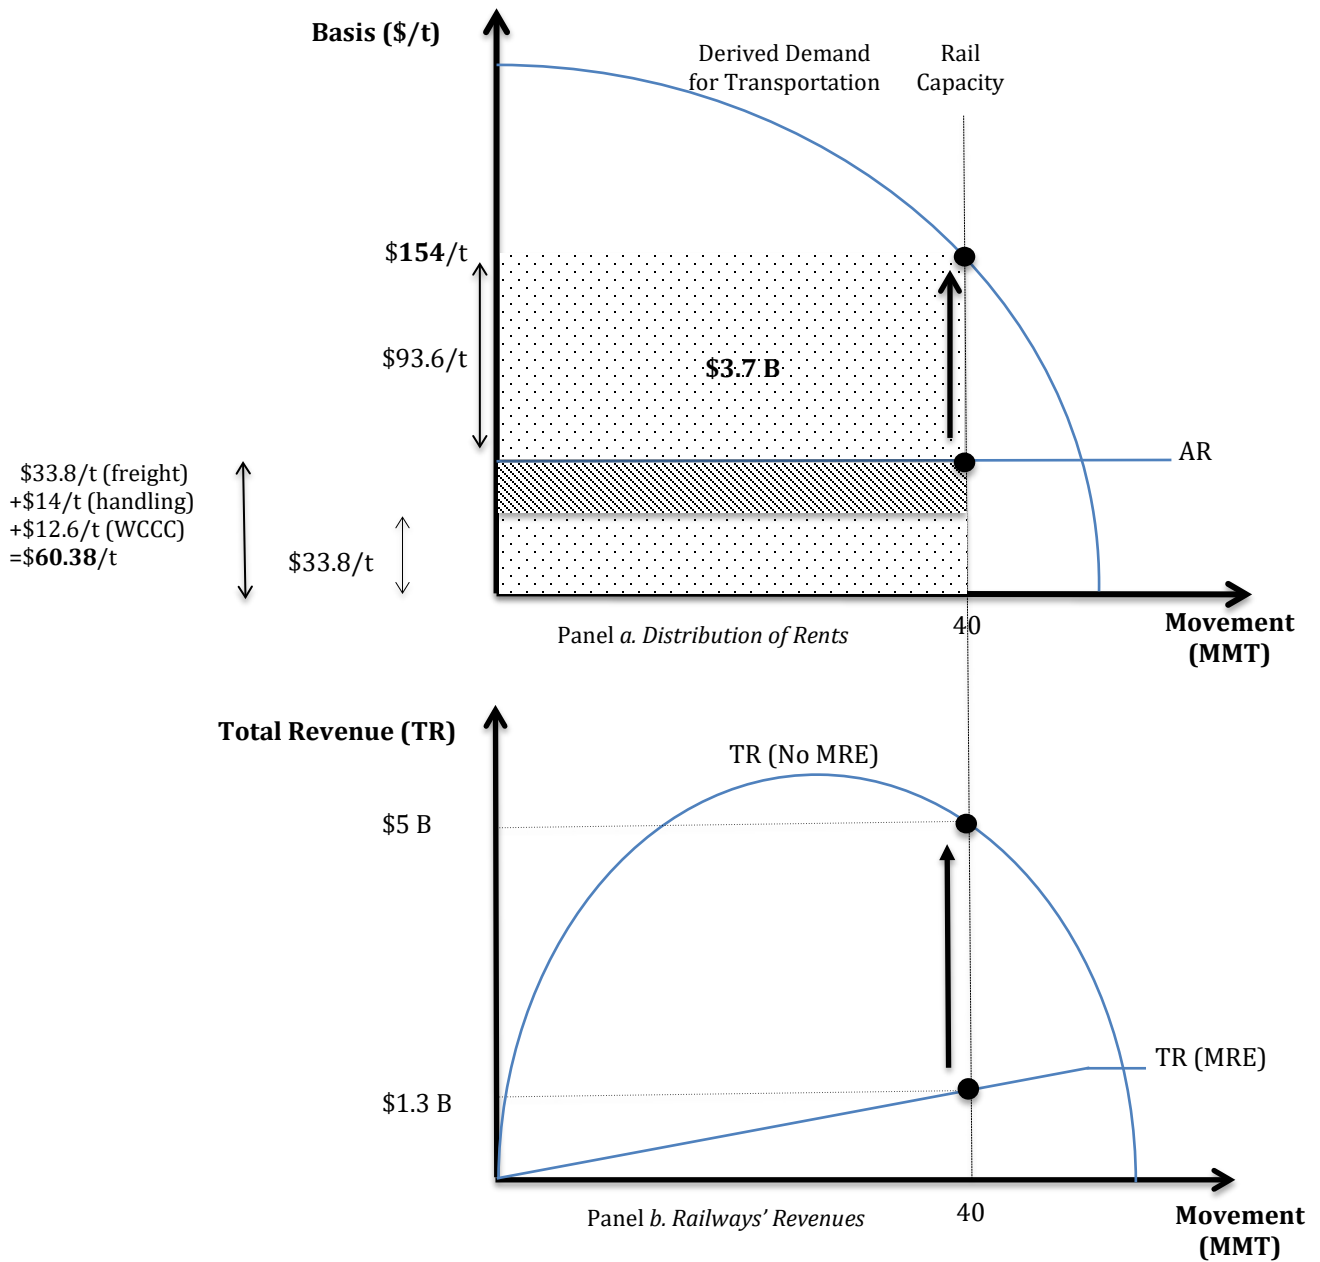 Basis ($/t)
Derived Demand
for Transportation
Rail
Capacity
$154/t
$93.6/t
$3.7 B
AR
$33.8/t (freight)
+$14/t (handling)
+$12.6/t (WCCC)
=$60.38/t
$33.8/t
40
Movement
(MMT)
Panel a. Distribution of Rents
Total Revenue (TR)
TR (No MRE)
$5 B
TR (MRE)
$1.3 B
40
Movement
(MMT)
Panel b. Railways’ Revenues